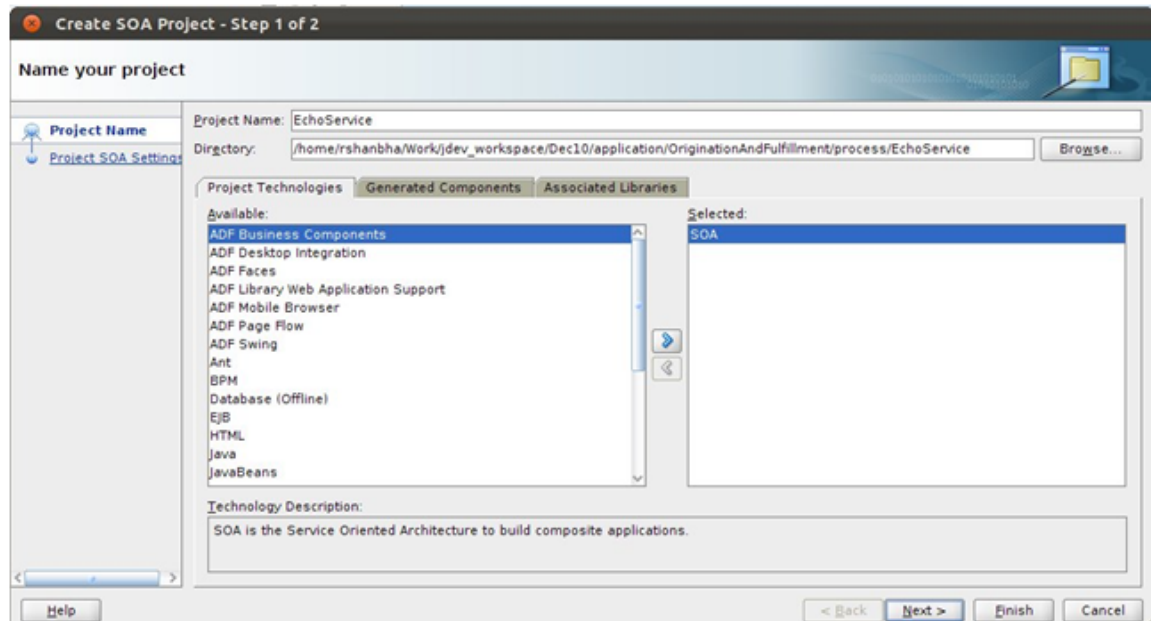 Create SOA Project - Step 1 of 2
Name your project
Project Name
Project SOA Settings
Project Name: EchoService
Directory: /home/rshanbha/Work/jdev_workspace/Dec10/application/OriginationAndFulfillment/process/EchoService Browse...
Project Technologies Generated Components Associated Libraries
Available:
ADF Business Components
ADF Desktop Integration
ADF Faces
ADF Library Web Application Support
ADF Mobile Browser
ADF Page Flow
ADF Swing
Ant
BPM
Database (Offline)
EJB
HTML
Java
JavaBeans
Selected:
SOA
Technology Description:
SOA is the Service Oriented Architecture to build composite applications.
Help < Back Next > Finish Cancel